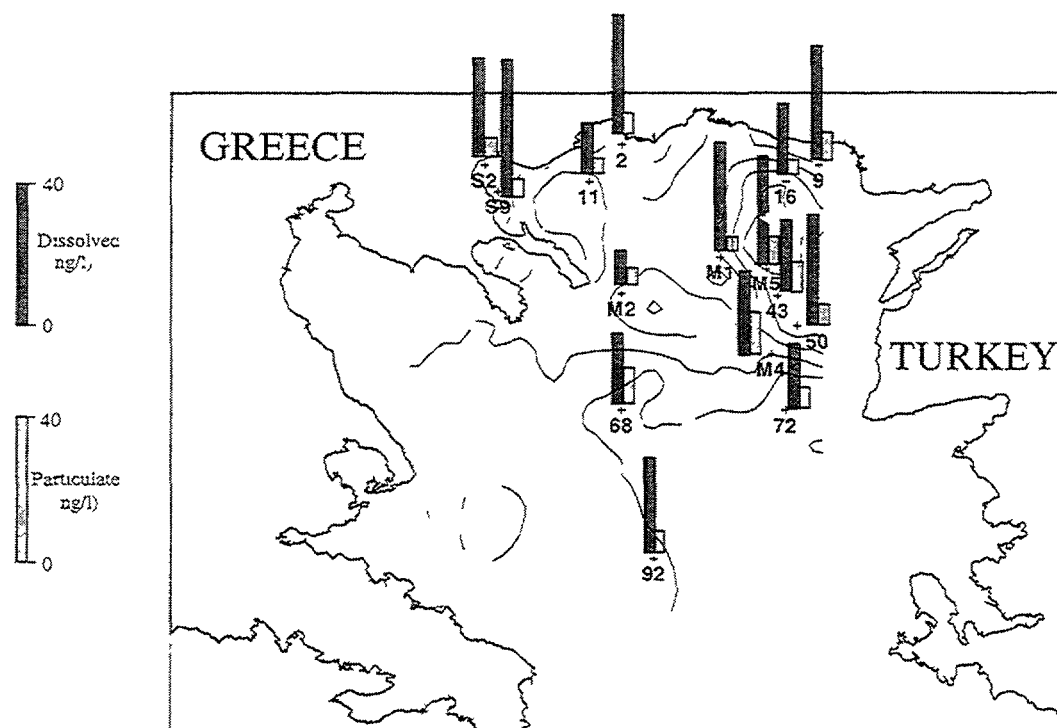 GREECE
40
Dissolved
ng/l)
0
40
Particulate
ng/l)
0
S2
S9
11
2
16
9
M1
M5
M2
43
50
M4
TURKEY
68
72
92